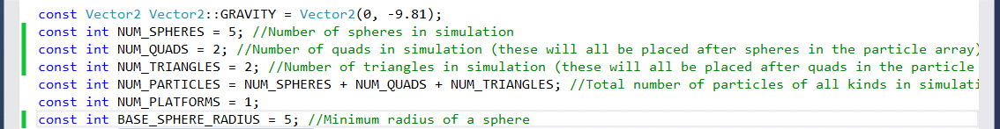 const Vector2 Vector2::GRAVITY = Vector2(0, -9.81);
const int NUM_SPHERES = 5; //Number of spheres in simulation
const int NUM_QUADS = 2; //Number of quads in simulation (these will all be placed after spheres in the particle array)
const int NUM_TRIANGLES = 2; //Number of triangles in simulation (these will all be placed after quads in the particle
const int NUM_PARTICLES = NUM_SPHERES + NUM_QUADS + NUM_TRIANGLES; //Total number of particles of all kinds in simulati
const int NUM_PLATFORMS = 1;
const int BASE_SPHERE_RADIUS = 5; //Minimum radius of a sphere